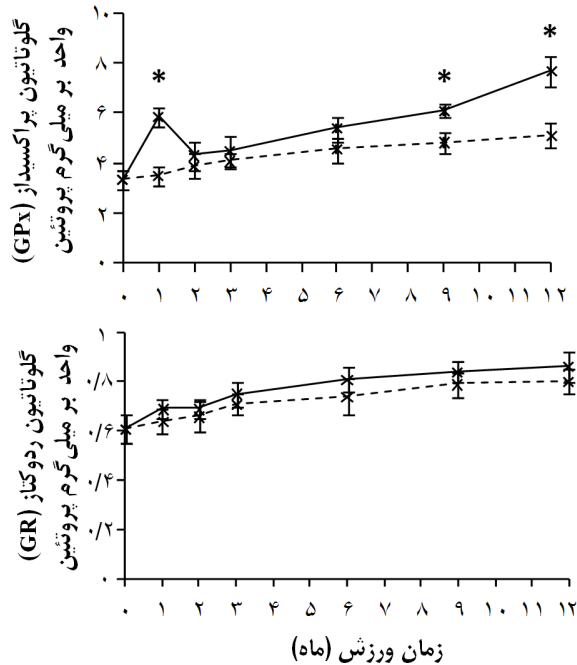 گلوتاتیون پراکسیداز (GPx)
واحد بر میلی گرم پروتئین
۱۰
۸
۶
۴
۲
۰
*
*
*
۰ ۱ ۲ ۳ ۴ ۵ ۶ ۷ ۸ ۹ ۱۰ ۱۱ ۱۲
گلوتاتیون ردوکتاز (GR)
واحد بر میلی گرم پروتئین
۱
۰/۸
۰/۶
۰/۴
۰/۲
۰
۰ ۱ ۲ ۳ ۴ ۵ ۶ ۷ ۸ ۹ ۱۰ ۱۱ ۱۲
زمان ورزش (ماه)